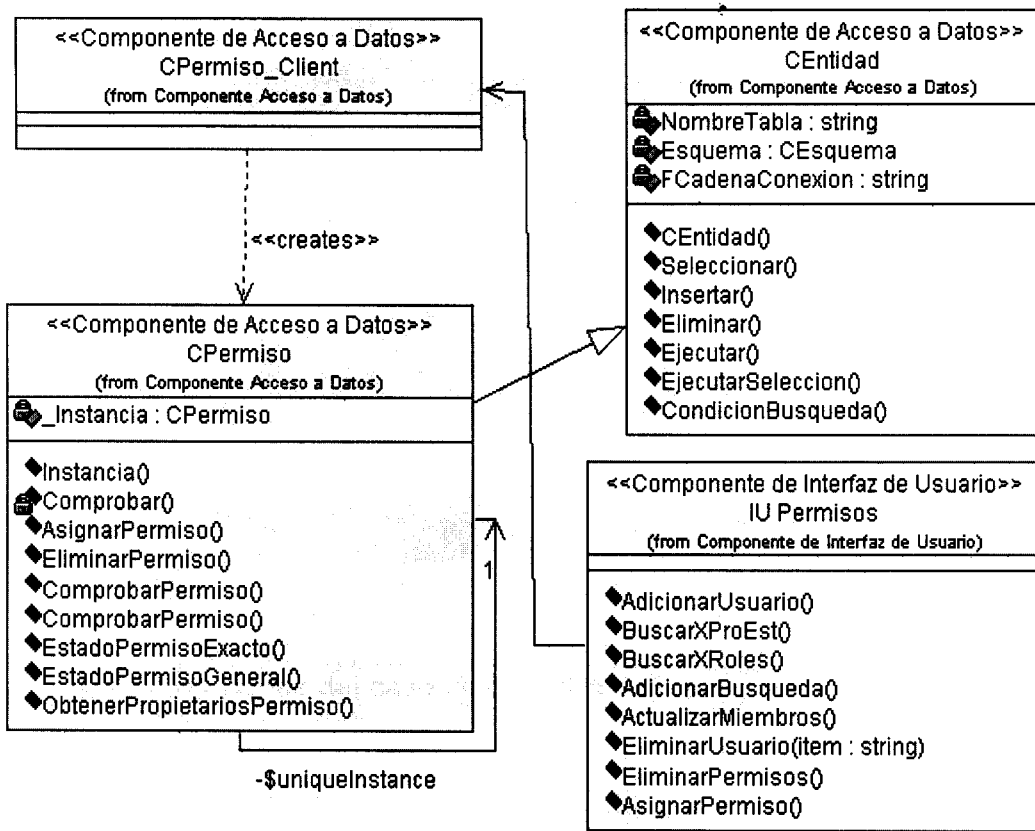 <<Componente de Acceso a Datos>>
CPermiso_Client
(from Componente Acceso a Datos)
<<creates>>
<<Componente de Acceso a Datos>>
CPermiso
(from Componente Acceso a Datos)
_Instancia : CPermiso
Instancia()
Comprobar()
AsignarPermiso()
EliminarPermiso()
ComprobarPermiso()
ComprobarPermiso()
EstadoPermisoExacto()
EstadoPermisoGeneral()
ObtenerPropietariosPermiso()
1
-$uniqueInstance
<<Componente de Acceso a Datos>>
CEntidad
(from Componente Acceso a Datos)
NombreTabla : string
Esquema : CEsquema
FCadenaConexion : string
CEntidad()
Seleccionar()
Insertar()
Eliminar()
Ejecutar()
EjecutarSeleccion()
CondicionBusqueda()
<<Componente de Interfaz de Usuario>>
IU Permisos
(from Componente de Interfaz de Usuario)
AdicionarUsuario()
BuscarXProEst()
BuscarXRoles()
AdicionarBusqueda()
ActualizarMiembros()
EliminarUsuario(item : string)
EliminarPermisos()
AsignarPermiso()